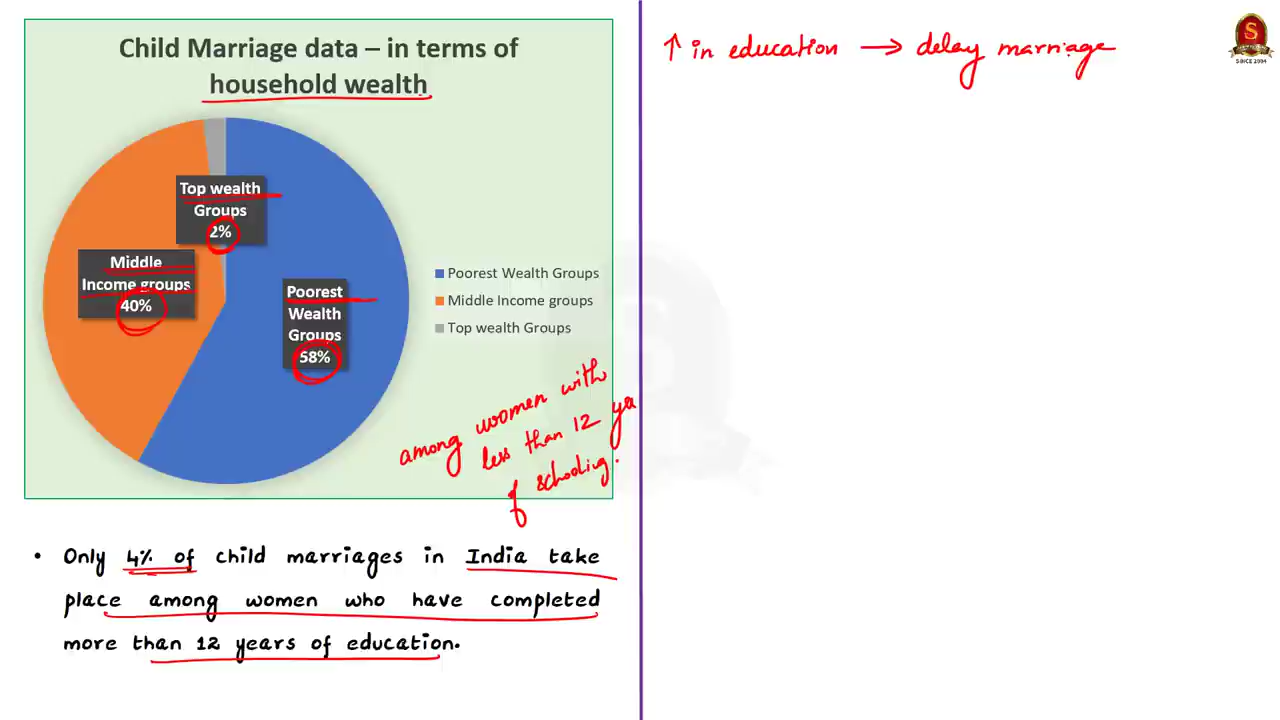 Child Marriage data – in terms of
household wealth
Top wealth
Groups
2%
Middle
Income groups
40%
Poorest
Wealth
Groups
58%
Poorest Wealth Groups
Middle Income groups
Top wealth Groups
among women with
less than 12 yea
of schooling.
• Only 4% of child marriages in India take
place among women who have completed
more than 12 years of education.
↑ in education → delay marriage
S
SINCE 2004